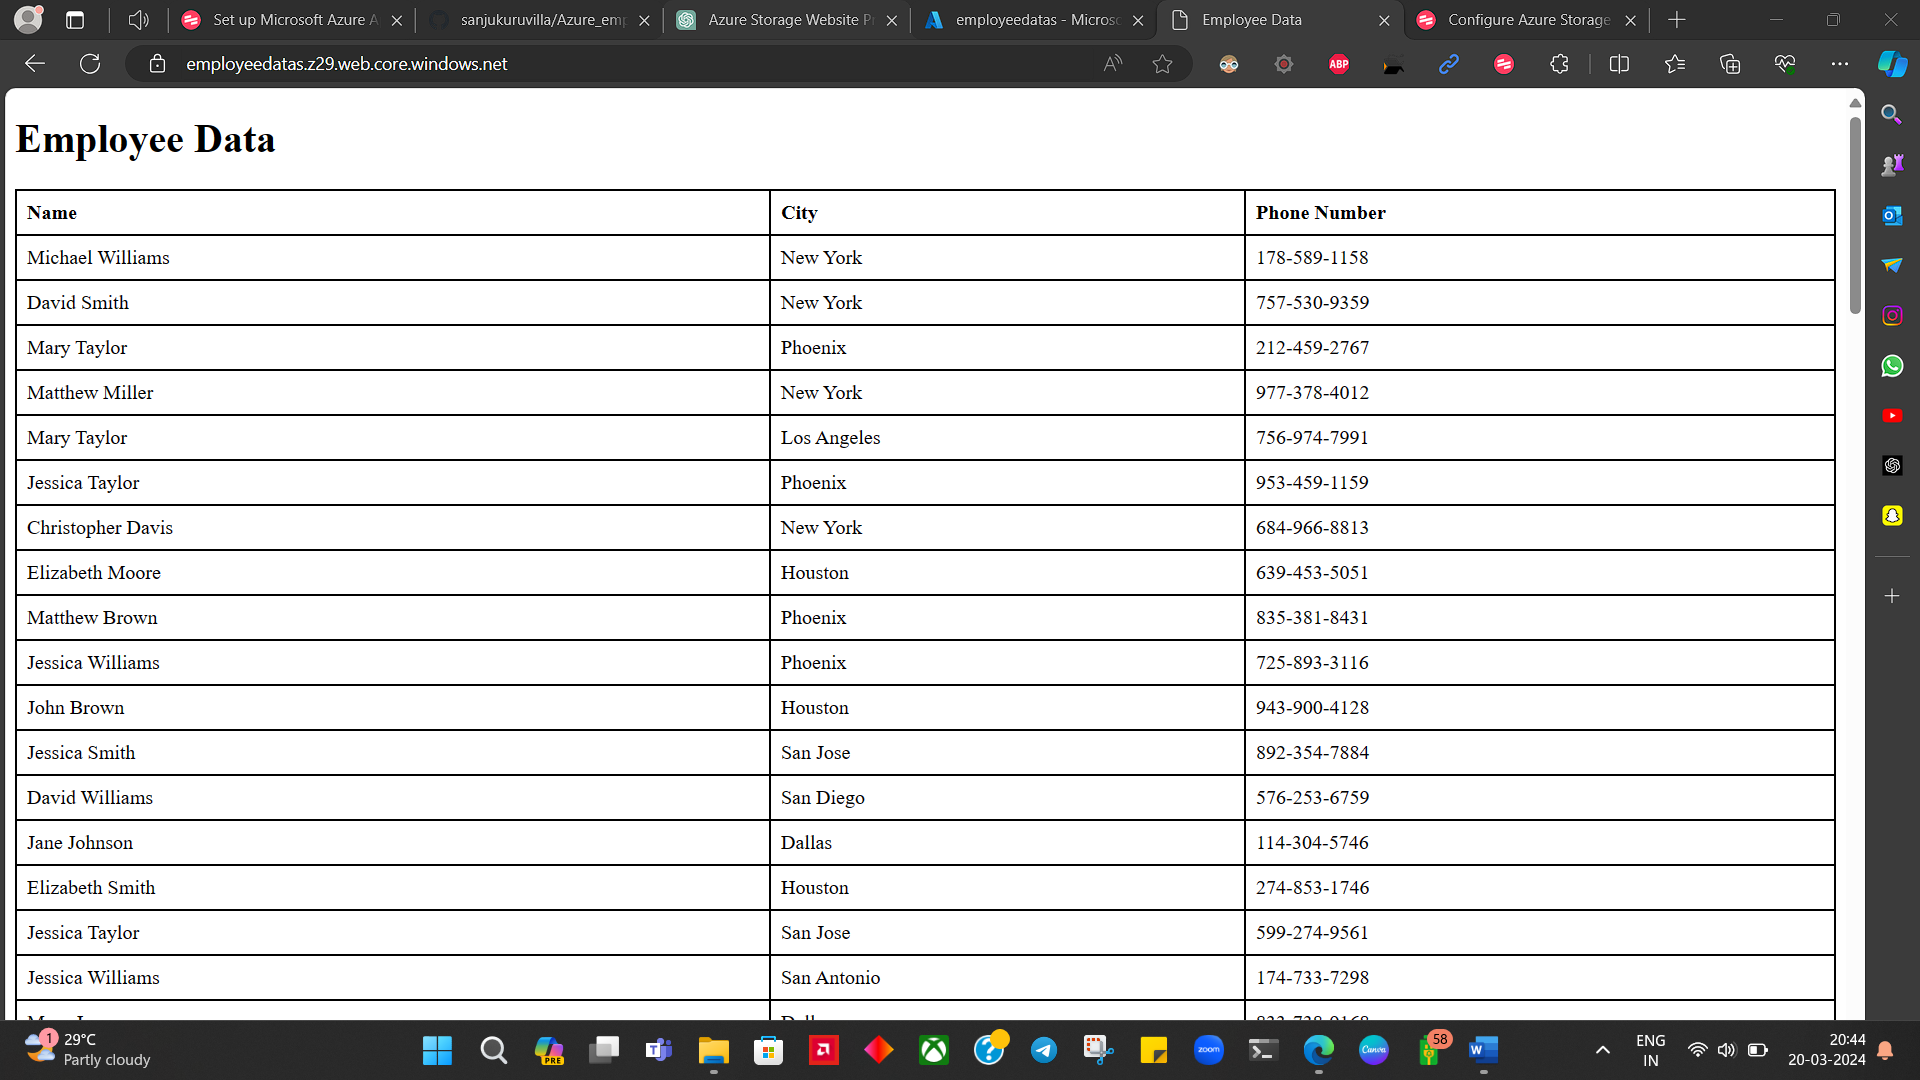 Set up Microsoft Azure A
sanjukuruvilla/Azure_emp
Azure Storage Website Pr
employeedatas - Microsc
Employee Data
Configure Azure Storage
employeedatas.z29.web.core.windows.net
ABP
Employee Data
Name City Phone Number
Michael Williams New York 178-589-1158
David Smith New York 757-530-9359
Mary Taylor Phoenix 212-459-2767
Matthew Miller New York 977-378-4012
Mary Taylor Los Angeles 756-974-7991
Jessica Taylor Phoenix 953-459-1159
Christopher Davis New York 684-966-8813
Elizabeth Moore Houston 639-453-5051
Matthew Brown Phoenix 835-381-8431
Jessica Williams Phoenix 725-893-3116
John Brown Houston 943-900-4128
Jessica Smith San Jose 892-354-7884
David Williams San Diego 576-253-6759
Jane Johnson Dallas 114-304-5746
Elizabeth Smith Houston 274-853-1746
Jessica Taylor San Jose 599-274-9561
Jessica Williams San Antonio 174-733-7298
1
29°C
Partly cloudy
PRE
zoom
Canva
58
W
ENG
IN
20:44
20-03-2024